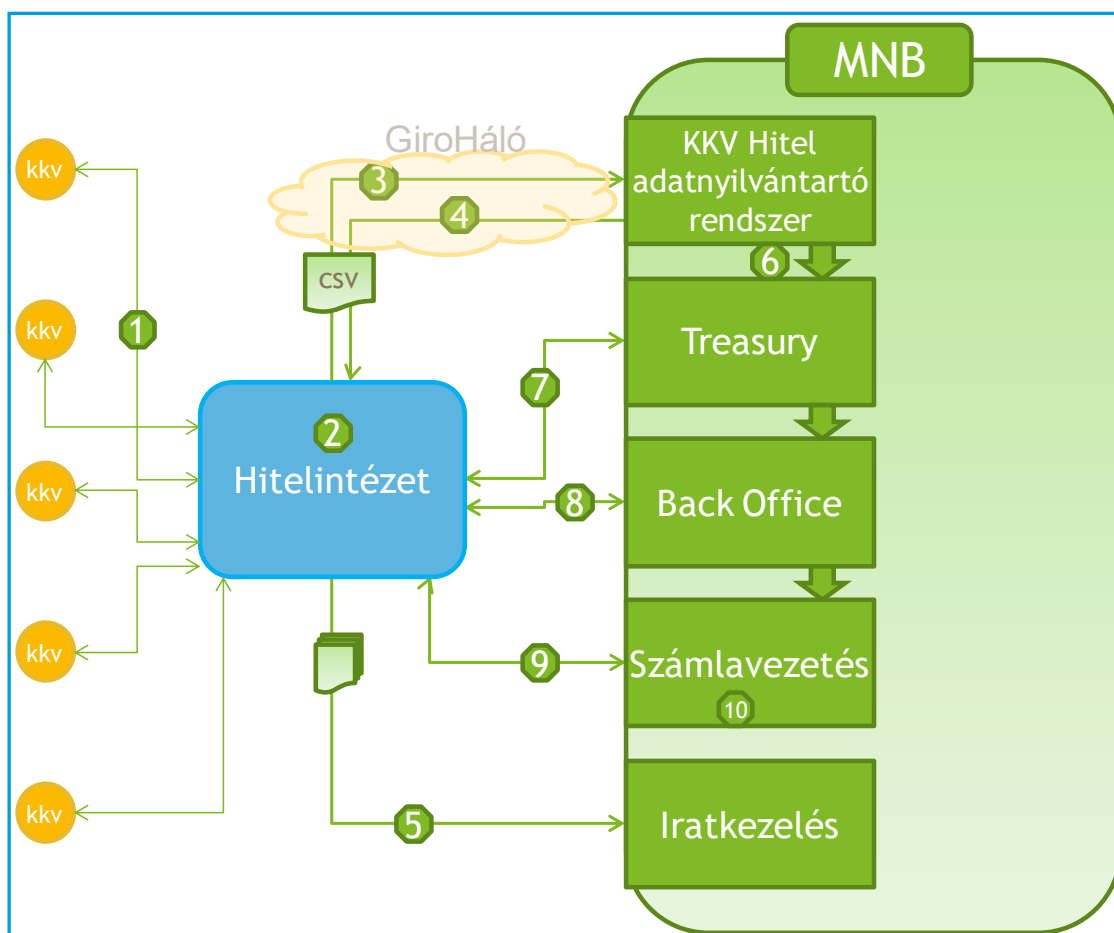 MNB
GiroHáló
KKV Hitel
adatnyilvántartó
rendszer
kkv
3
4
6
CSV
kkv
1
Treasury
7
2
Hitelintézet
kkv
8
Back Office
kkv
9
Számlavezetés
10
kkv
5
Iratkezelés